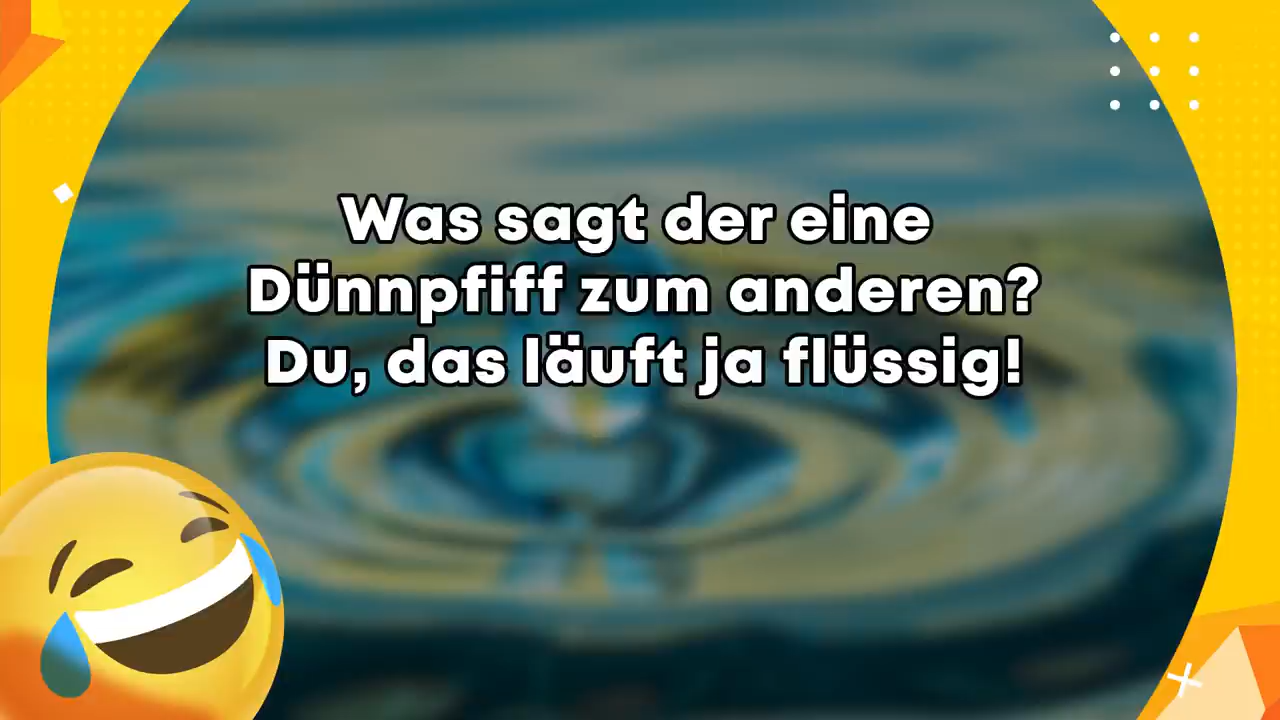 Was sagt der eine
Dünnpfiff zum anderen?
Du, das läuft ja flüssig!